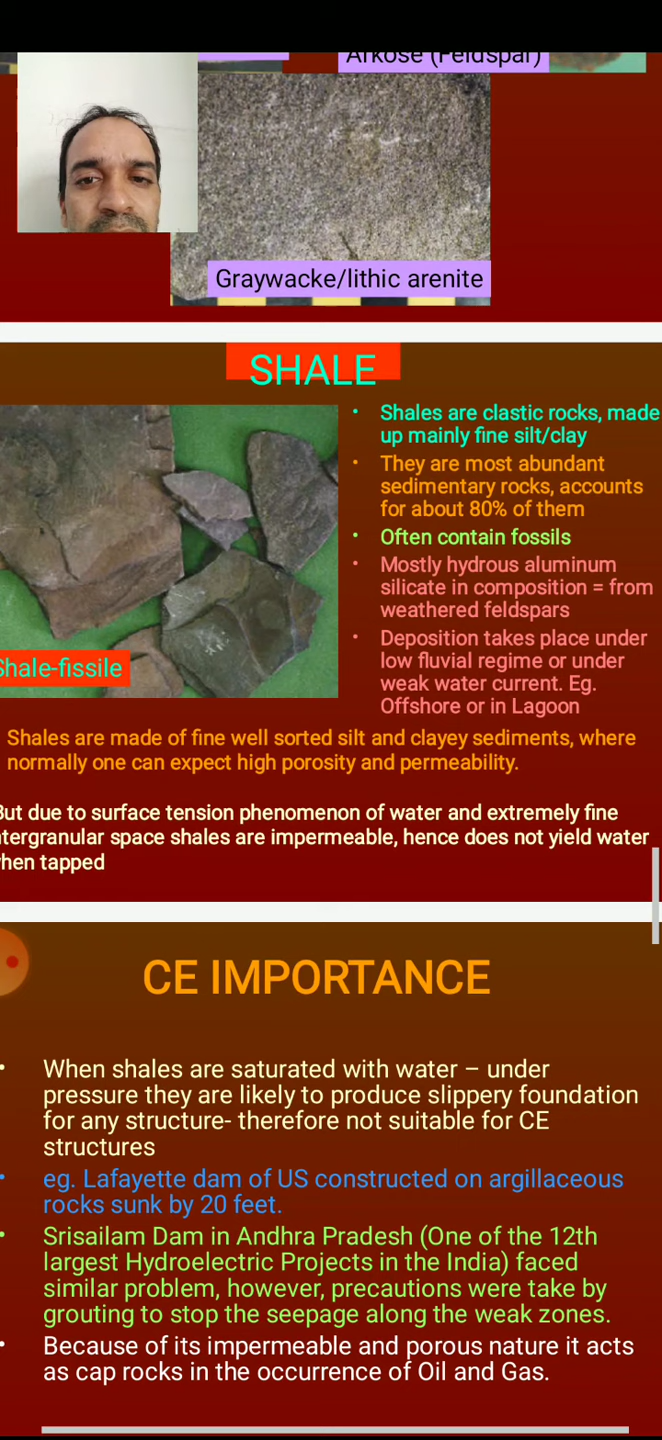 Arkose (Feldspar)
Graywacke/lithic arenite
SHALE
• Shales are clastic rocks, made
up mainly fine silt/clay
• They are most abundant
sedimentary rocks, accounts
for about 80% of them
• Often contain fossils
• Mostly hydrous aluminum
silicate in composition = from
weathered feldspars
• Deposition takes place under
low fluvial regime or under
weak water current. Eg.
Offshore or in Lagoon
Shale-fissile
Shales are made of fine well sorted silt and clayey sediments, where
normally one can expect high porosity and permeability.
But due to surface tension phenomenon of water and extremely fine
ntergranular space shales are impermeable, hence does not yield water
when tapped
CE IMPORTANCE
• When shales are saturated with water – under
pressure they are likely to produce slippery foundation
for any structure- therefore not suitable for CE
structures
• eg. Lafayette dam of US constructed on argillaceous
rocks sunk by 20 feet.
• Srisailam Dam in Andhra Pradesh (One of the 12th
largest Hydroelectric Projects in the India) faced
similar problem, however, precautions were take by
grouting to stop the seepage along the weak zones.
• Because of its impermeable and porous nature it acts
as cap rocks in the occurrence of Oil and Gas.